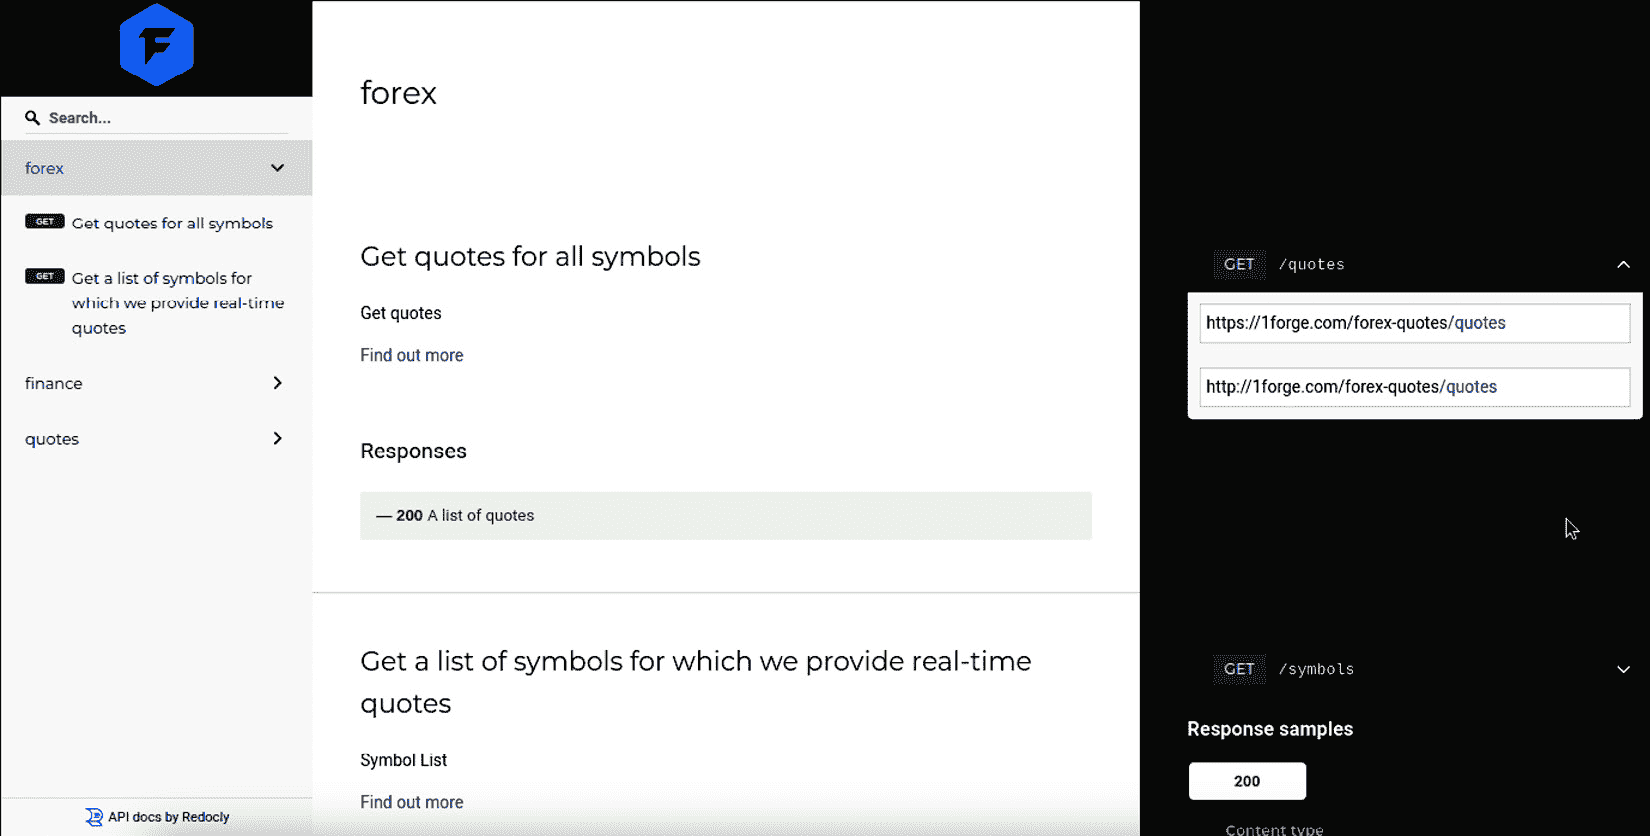 Search...
forex
GET Get quotes for all symbols
GET Get a list of symbols for
which we provide real-time
quotes
finance
quotes
API docs by Redocly
forex
Get quotes for all symbols
Get quotes
Find out more
Responses
— 200 A list of quotes
Get a list of symbols for which we provide real-time
quotes
Symbol List
Find out more
GET /quotes
https://1forge.com/forex-quotes/quotes
http://1forge.com/forex-quotes/quotes
GET /symbols
Response samples
200
Content type